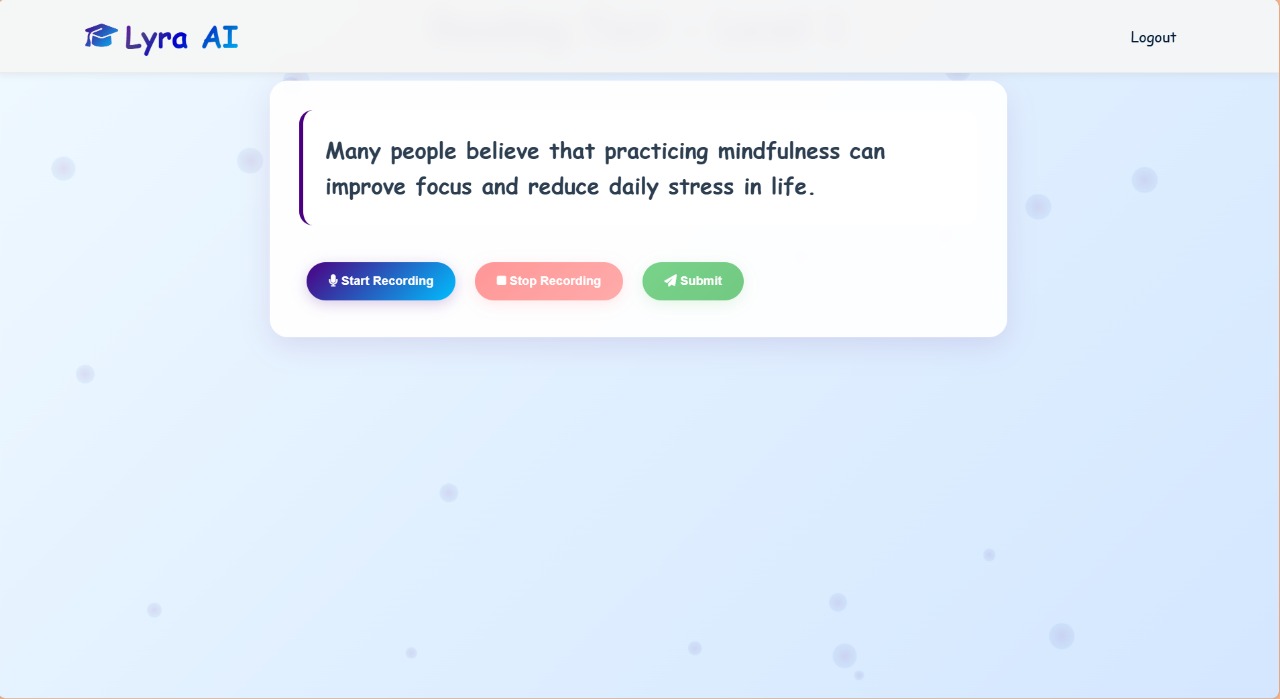 Lyra AI
Logout
Many people believe that practicing mindfulness can
improve focus and reduce daily stress in life.
Start Recording
Stop Recording
Submit